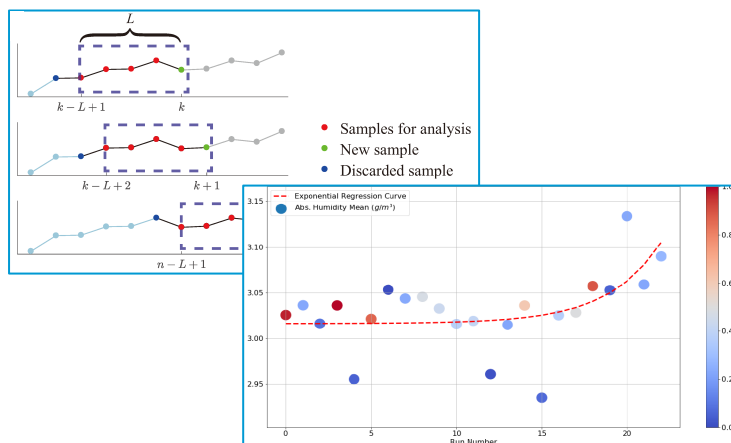 L
k − L + 1
k
k − L + 2
k + 1
n − L + 1
Samples for analysis
New sample
Discarded sample
Exponential Regression Curve
Abs. Humidity Mean (g/m³)
3.15
3.10
3.05
3.00
2.95
0
5
10
15
20
Run Number
1.0
0.8
0.6
0.4
0.2
0.0